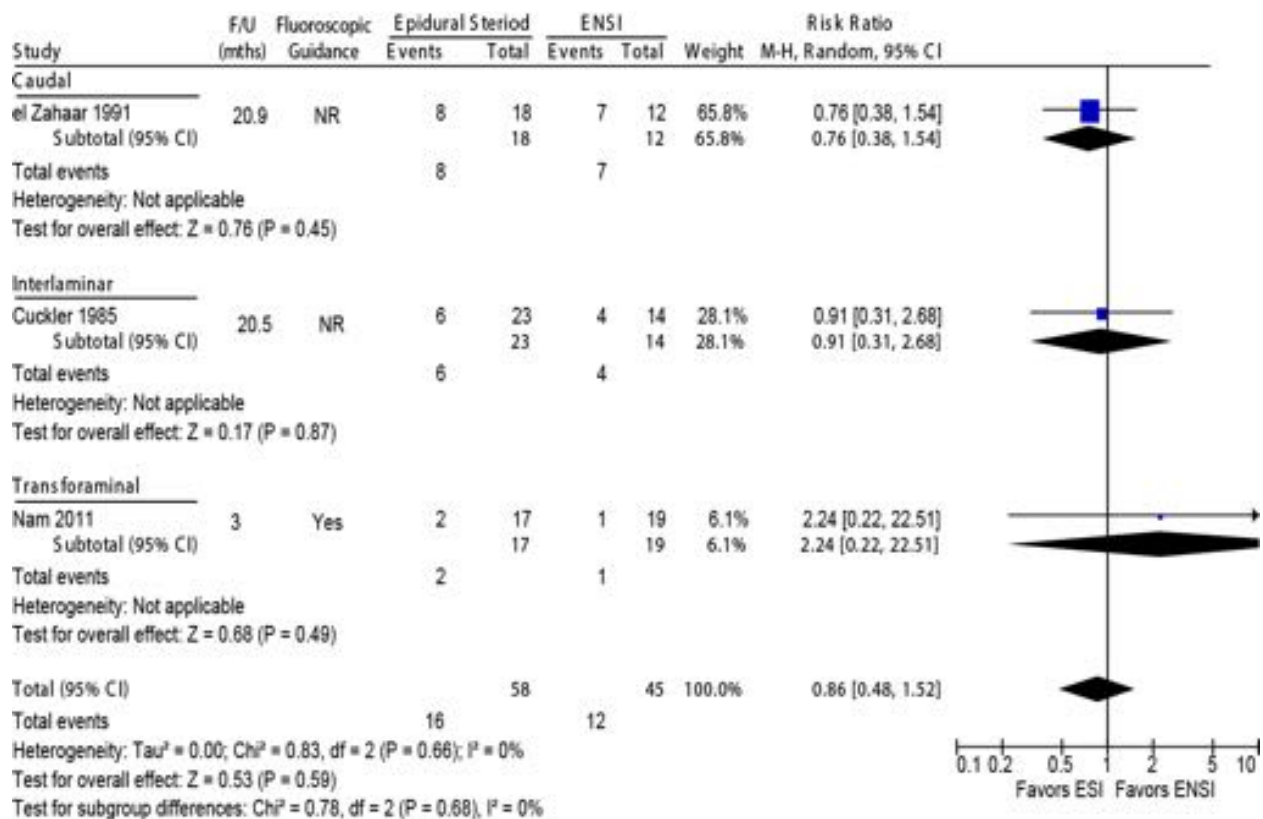 F/U Fluoroscopic Epidural Steriod ENSI Risk Ratio
Study (mths) Guidance Events Total Events Total Weight M-H, Random, 95% CI
Caudal
el Zahaar 1991 20.9 NR 8 18 7 12 65.8% 0.76 [0.38, 1.54]
Subtotal (95% CI) 18 12 65.8% 0.76 [0.38, 1.54]
Total events 8 7
Heterogeneity: Not applicable
Test for overall effect: Z = 0.76 (P = 0.45)
Interlaminar
Cuckler 1985 20.5 NR 6 23 4 14 28.1% 0.91 [0.31, 2.68]
Subtotal (95% CI) 23 14 28.1% 0.91 [0.31, 2.68]
Total events 6 4
Heterogeneity: Not applicable
Test for overall effect: Z = 0.17 (P = 0.87)
Transforaminal
Nam 2011 3 Yes 2 17 1 19 6.1% 2.24 [0.22, 22.51]
Subtotal (95% CI) 17 19 6.1% 2.24 [0.22, 22.51]
Total events 2 1
Heterogeneity: Not applicable
Test for overall effect: Z = 0.68 (P = 0.49)
Total (95% CI) 58 45 100.0% 0.86 [0.48, 1.52]
Total events 16 12
Heterogeneity: Tau² = 0.00; Chi² = 0.83, df = 2 (P = 0.66); I² = 0%
Test for overall effect: Z = 0.53 (P = 0.59)
Test for subgroup differences: Chi² = 0.78, df = 2 (P = 0.68), I² = 0%
0.1 0.2 0.5 1 2 5 10
Favors ESI Favors ENSI